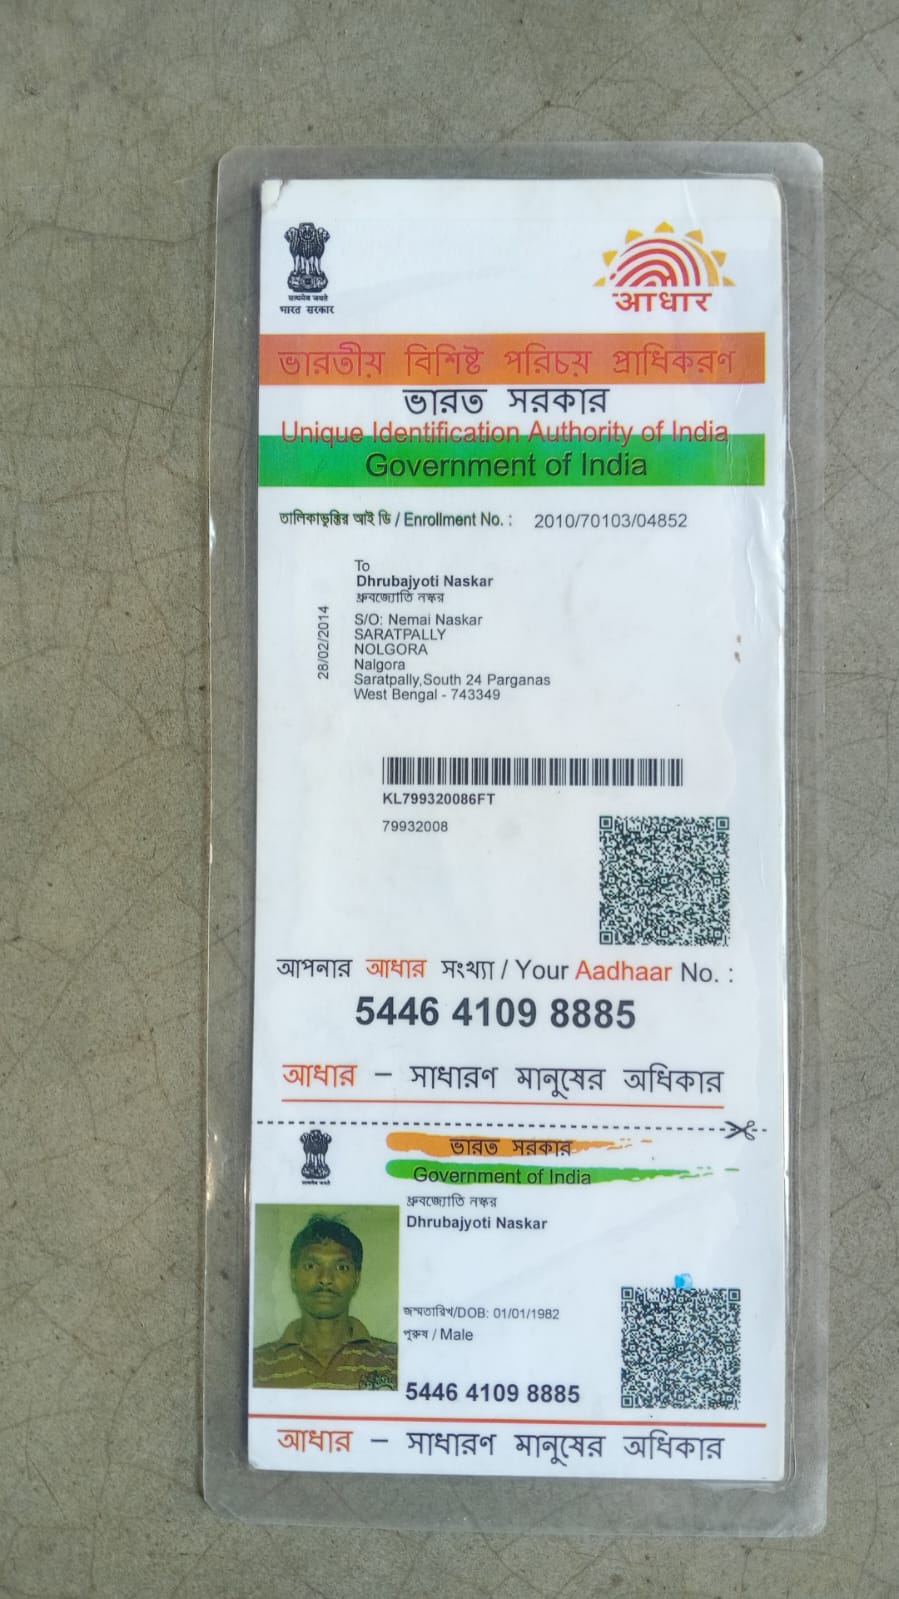 सत्यमेव जयते
भारत सरकार
आधार
ভারতীয় বিশিষ্ট পরিচয় প্রাধিকরণ
ভারত সরকার
Unique Identification Authority of India
Government of India
তালিকাভুক্তির আই ডি / Enrollment No. : 2010/70103/04852
28/02/2014
To
Dhrubajyoti Naskar
ধ্রুবজ্যোতি নস্কর
S/O: Nemai Naskar
SARATPALLY
NOLGORA
Nalgora
Saratpally,South 24 Parganas
West Bengal - 743349
KL799320086FT
79932008
আপনার আধার সংখ্যা / Your Aadhaar No. :
5446 4109 8885
আধার – সাধারণ মানুষের অধিকার
ভারত সরকার
Government of India
ধ্রুবজ্যোতি নস্কর
Dhrubajyoti Naskar
জন্মতারিখ/DOB: 01/01/1982
পুরুষ / Male
5446 4109 8885
আধার – সাধারণ মানুষের অধিকার